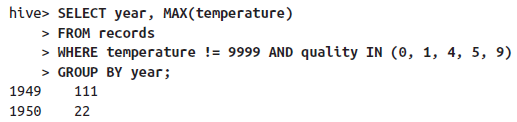 hive> SELECT year, MAX(temperature)
    > FROM records
    > WHERE temperature != 9999 AND quality IN (0, 1, 4, 5, 9)
    > GROUP BY year;
1949    111
1950    22